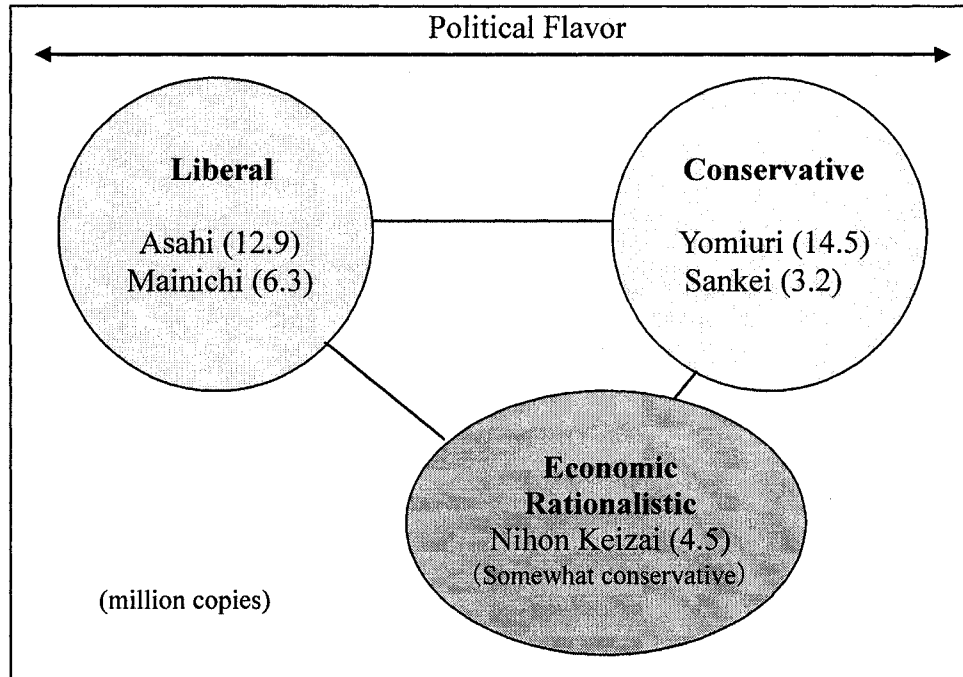 Political Flavor
Liberal
Asahi (12.9)
Mainichi (6.3)
Conservative
Yomiuri (14.5)
Sankei (3.2)
Economic
Rationalistic
Nihon Keizai (4.5)
(Somewhat conservative)
(million copies)